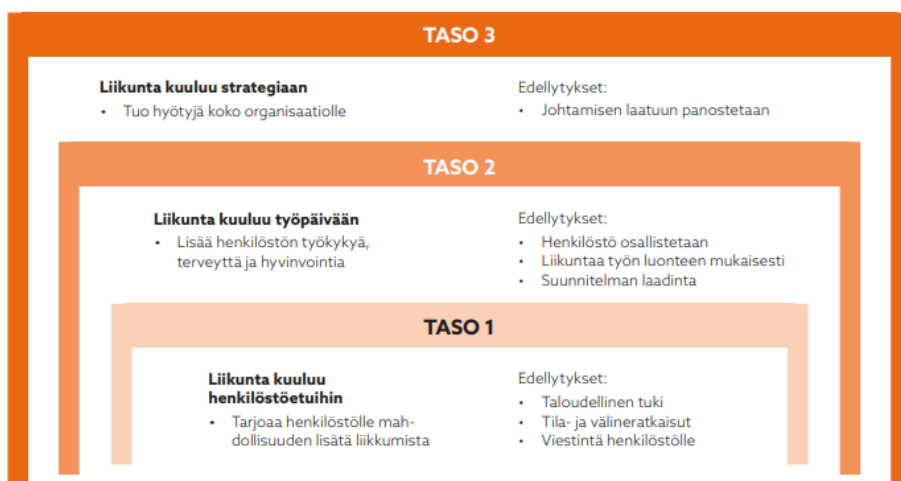 TASO 3
Liikunta kuuluu strategiaan
• Tuo hyötyjä koko organisaatiolle
Edellytykset:
• Johtamisen laatuun panostetaan
TASO 2
Liikunta kuuluu työpäivään
• Lisää henkilöstön työkykyä,
terveyttä ja hyvinvointia
Edellytykset:
• Henkilöstö osallistetaan
• Liikuntaa työn luonteen mukaisesti
• Suunnitelman laadinta
TASO 1
Liikunta kuuluu
henkilöstöetuihin
• Tarjoaa henkilöstölle mah-
dollisuuden lisätä liikkumista
Edellytykset:
• Taloudellinen tuki
• Tila- ja välineratkaisut
• Viestintä henkilöstölle